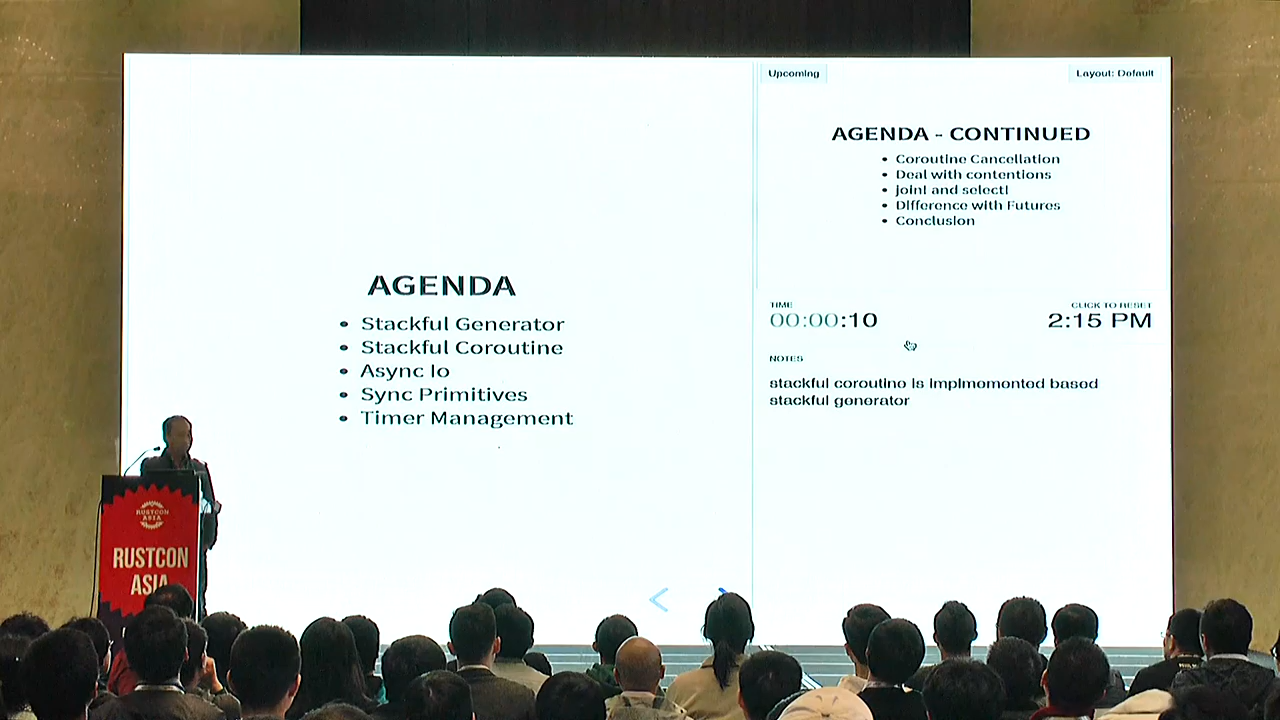 AGENDA
Stackful Generator
Stackful Coroutine
Async Io
Sync Primitives
Timer Management
Upcoming
Layout: Default
AGENDA - CONTINUED
Coroutine Cancellation
Deal with contentions
join! and select!
Difference with Futures
Conclusion
TIME
CLICK TO RESET
00:00:10
2:15 PM
NOTES
stackful coroutine is implmemented based
stackful generator
RUSTCON
ASIA
RUSTCON
ASIA